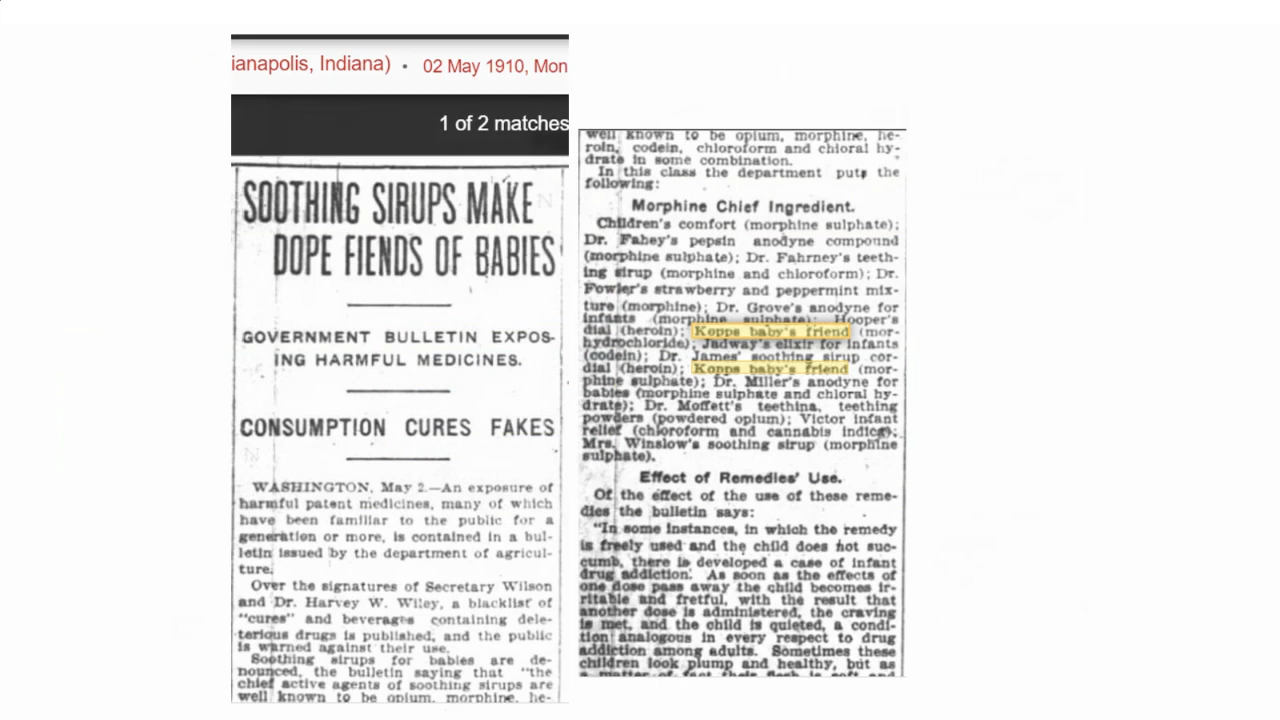 ianapolis, Indiana) • 02 May 1910, Mon
1 of 2 matches
SOOTHING SIRUPS MAKE
DOPE FIENDS OF BABIES
GOVERNMENT BULLETIN EXPOS-
ING HARMFUL MEDICINES.
CONSUMPTION CURES FAKES
WASHINGTON, May 2.—An exposure of
harmful patent medicines, many of which
have been familiar to the public for a
generation or more, is contained in a bul-
letin issued by the department of agricul-
ture.
Over the signatures of Secretary Wilson
and Dr. Harvey W. Wiley, a blacklist of
"cures" and beverages containing dele-
terious drugs is published, and the public
is warned against their use.
Soothing sirups for babies are de-
nounced, the bulletin saying that "the
chief active agents of soothing sirups are
well known to be opium, morphine, he-
well known to be opium, morphine, he-
roin, codein, chloroform and chloral hy-
drate in some combination.
In this class the department puts the
following:
Morphine Chief Ingredient.
Children's comfort (morphine sulphate);
Dr. Fahey's pepsin anodyne compound
(morphine sulphate); Dr. Fahrney's teeth-
ing sirup (morphine and chloroform); Dr.
Fowler's strawberry and peppermint mix-
ture (morphine); Dr. Grove's anodyne for
infants (morphine sulphate); Hooper's
dial (heroin); Kopps baby's friend (mor-
hydrochloride); Jadway's elixir for infants
(codein); Dr. James' soothing sirup cor-
dial (heroin); Kopps baby's friend (mor-
phine sulphate); Dr. Miller's anodyne for
babies (morphine sulphate and chloral hy-
drate); Dr. Moffett's teethina, teething
powders (powdered opium); Victor infant
relief (chloroform and cannabis indica);
Mrs. Winslow's soothing sirup (morphine
sulphate).
Effect of Remedies' Use.
Of the effect of the use of these reme-
dies the bulletin says:
"In some instances, in which the remedy
is freely used and the child does not suc-
cumb, there is developed a case of infant
drug addiction. As soon as the effects of
one dose pass away the child becomes ir-
ritable and fretful, with the result that
another dose is administered, the craving
is met, and the child is quieted, a condi-
tion analogous in every respect to drug
addiction among adults. Sometimes these
children look plump and healthy, but as
a matter of fact their flesh is soft and